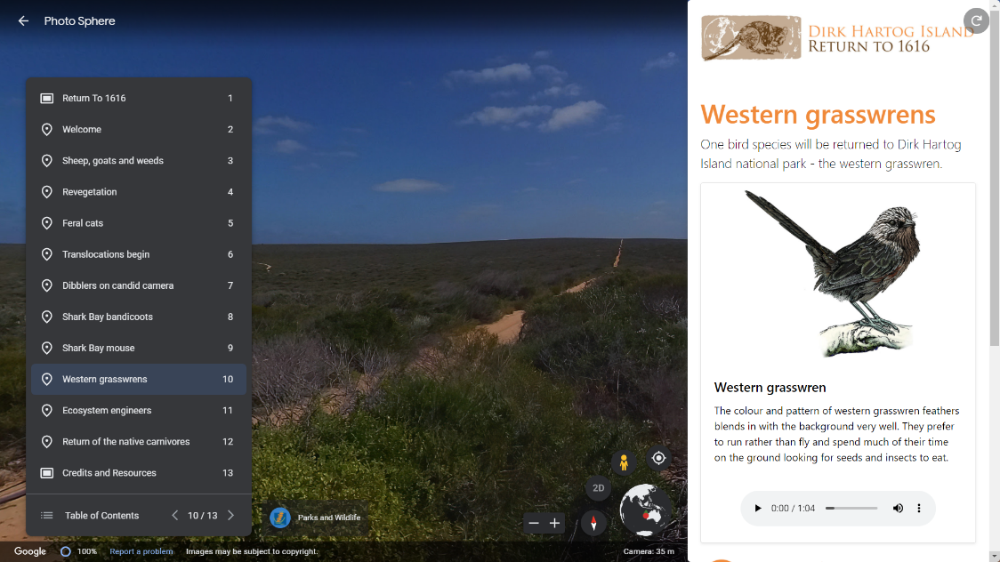 Photo Sphere
Return To 1616 1
Welcome 2
Sheep, goats and weeds 3
Revegetation 4
Feral cats 5
Translocations begin 6
Dibblers on candid camera 7
Shark Bay bandicoots 8
Shark Bay mouse 9
Western grasswrens 10
Ecosystem engineers 11
Return of the native carnivores 12
Credits and Resources 13
Table of Contents 10 / 13
Parks and Wildlife
2D
Google 100% Report a problem Images may be subject to copyright. Camera: 35 m
DIRK HARTOG ISLAND
RETURN TO 1616
Western grasswrens
One bird species will be returned to Dirk Hartog
Island national park - the western grasswren.
Western grasswren
The colour and pattern of western grasswren feathers
blends in with the background very well. They prefer
to run rather than fly and spend much of their time
on the ground looking for seeds and insects to eat.
0:00 / 1:04